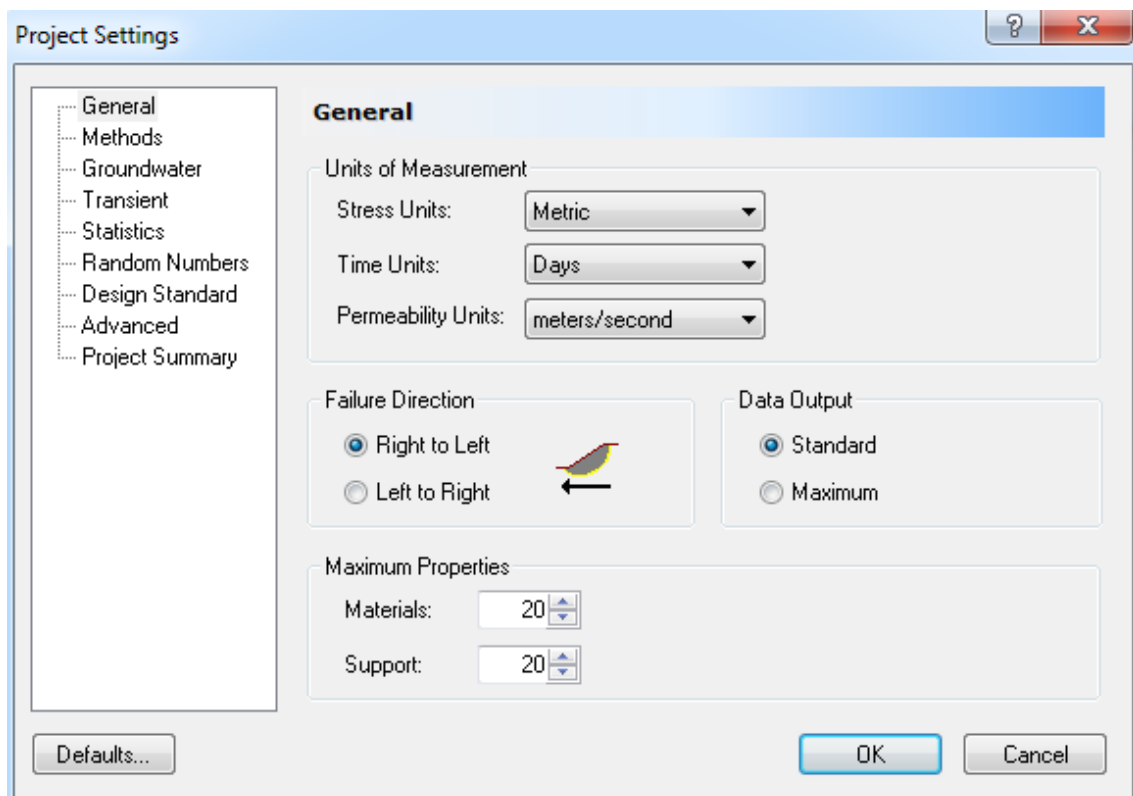 Project Settings
?
General
Methods
Groundwater
Transient
Statistics
Random Numbers
Design Standard
Advanced
Project Summary
General
Units of Measurement
Stress Units: Metric
Time Units: Days
Permeability Units: meters/second
Failure Direction
Right to Left
Left to Right
Data Output
Standard
Maximum
Maximum Properties
Materials: 20
Support: 20
Defaults...
OK
Cancel